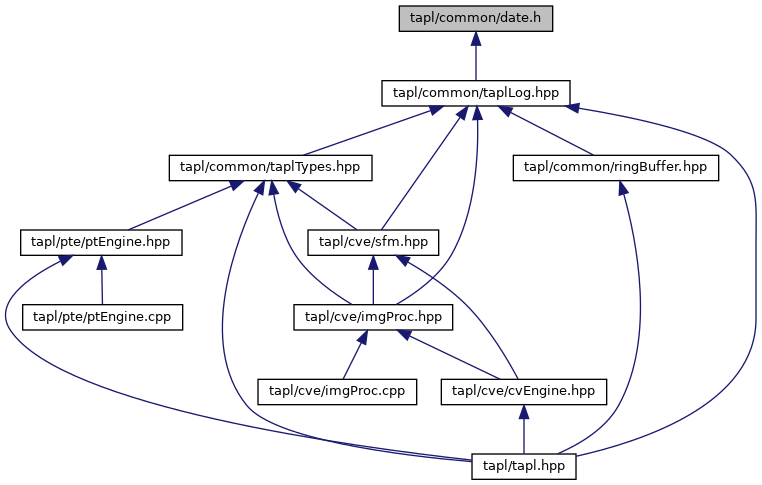 tapl/common/date.h
tapl/common/taplLog.hpp
tapl/common/taplTypes.hpp
tapl/common/ringBuffer.hpp
tapl/pte/ptEngine.hpp
tapl/cve/sfm.hpp
tapl/pte/ptEngine.cpp
tapl/cve/imgProc.hpp
tapl/cve/imgProc.cpp
tapl/cve/cvEngine.hpp
tapl/tapl.hpp